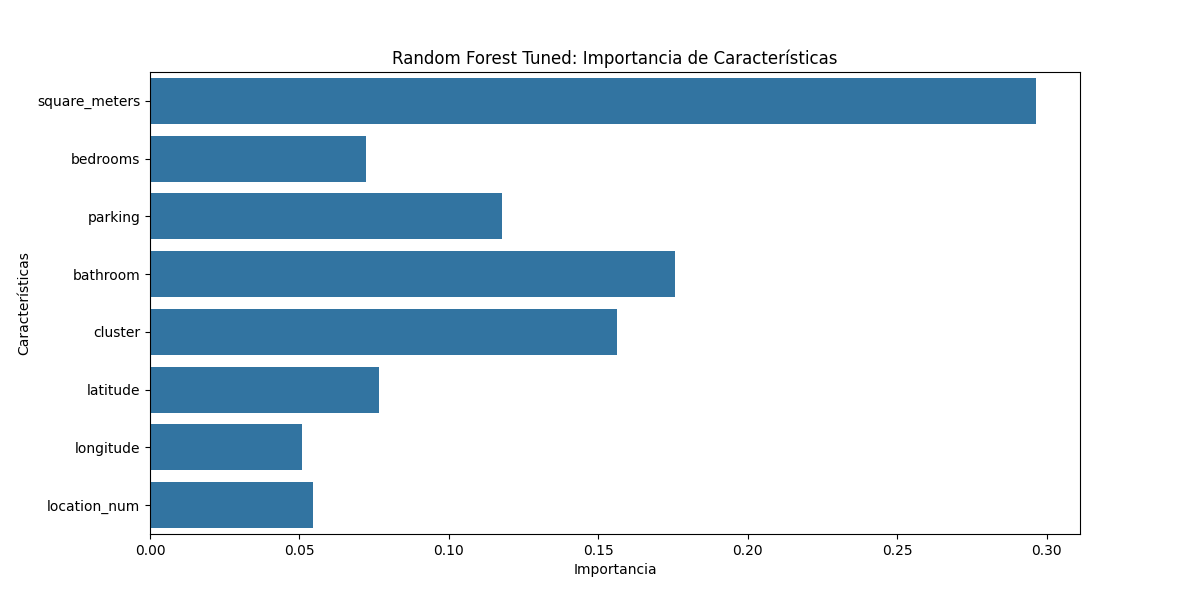 Random Forest Tuned: Importancia de Características
square_meters
bedrooms
parking
bathroom
cluster
latitude
longitude
location_num
Características
0.00 0.05 0.10 0.15 0.20 0.25 0.30
Importancia